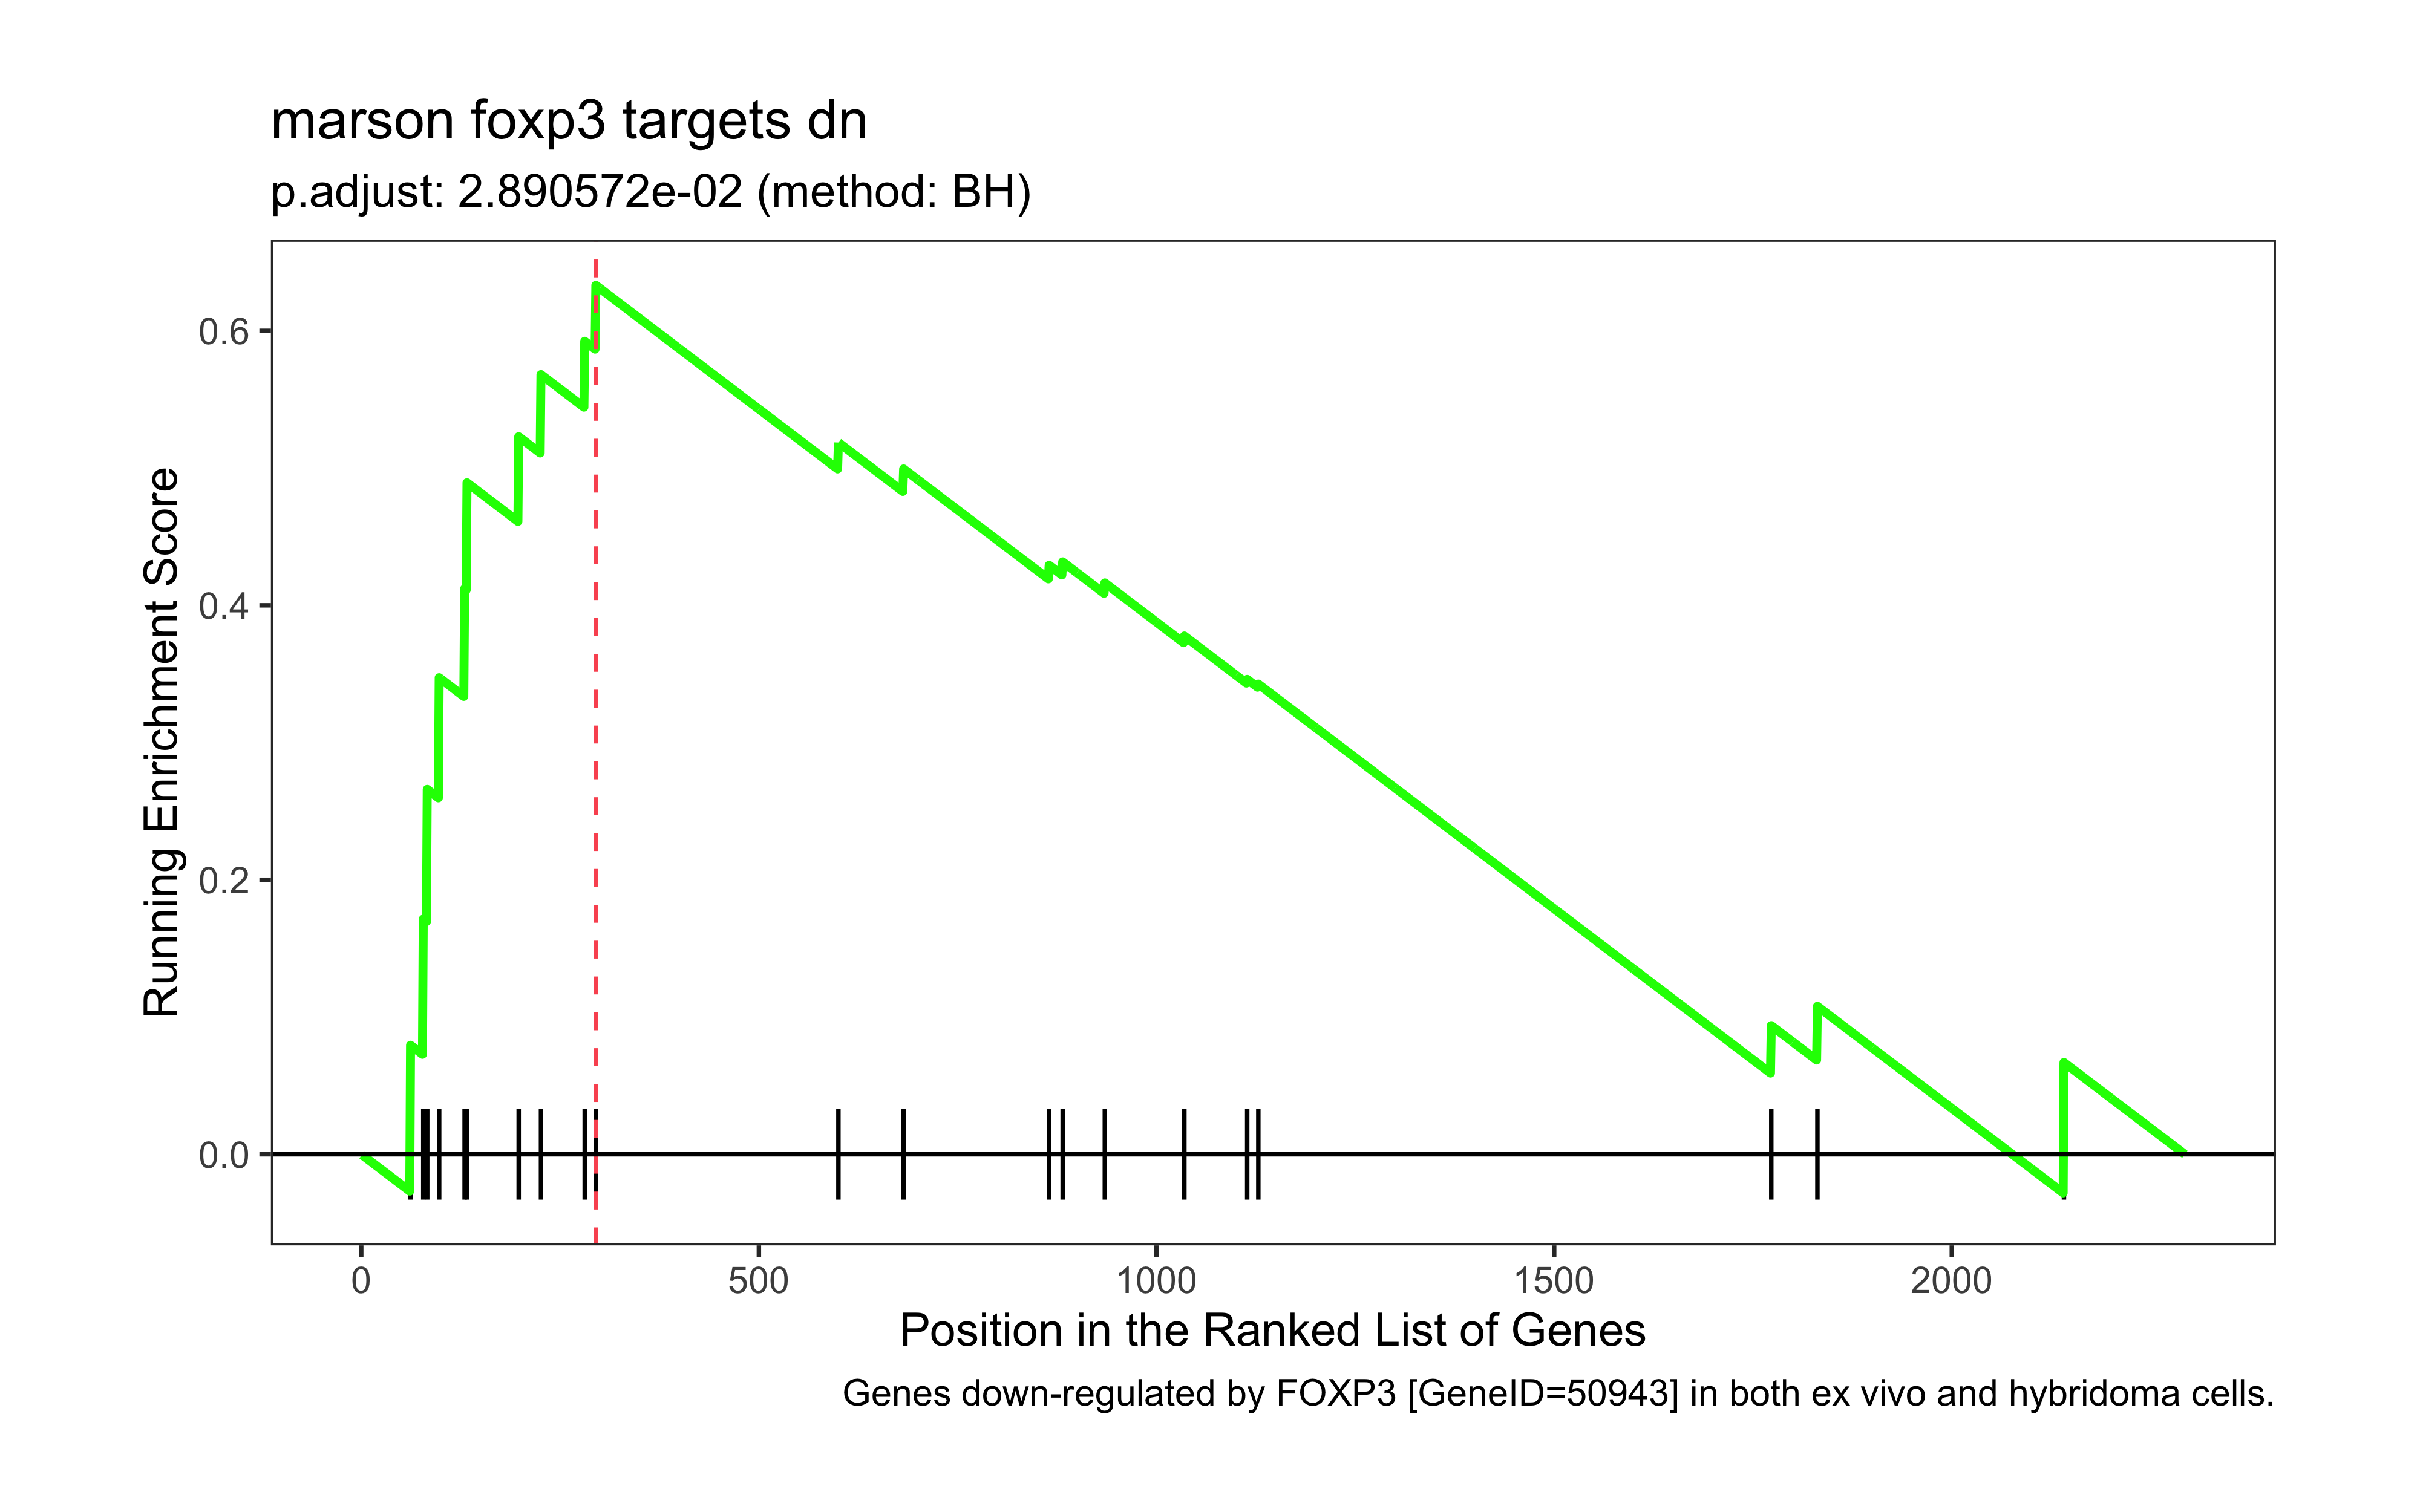 marson foxp3 targets dn
p.adjust: 2.890572e-02 (method: BH)
Running Enrichment Score
0.6
0.4
0.2
0.0
0 500 1000 1500 2000
Position in the Ranked List of Genes
Genes down-regulated by FOXP3 [GeneID=50943] in both ex vivo and hybridoma cells.